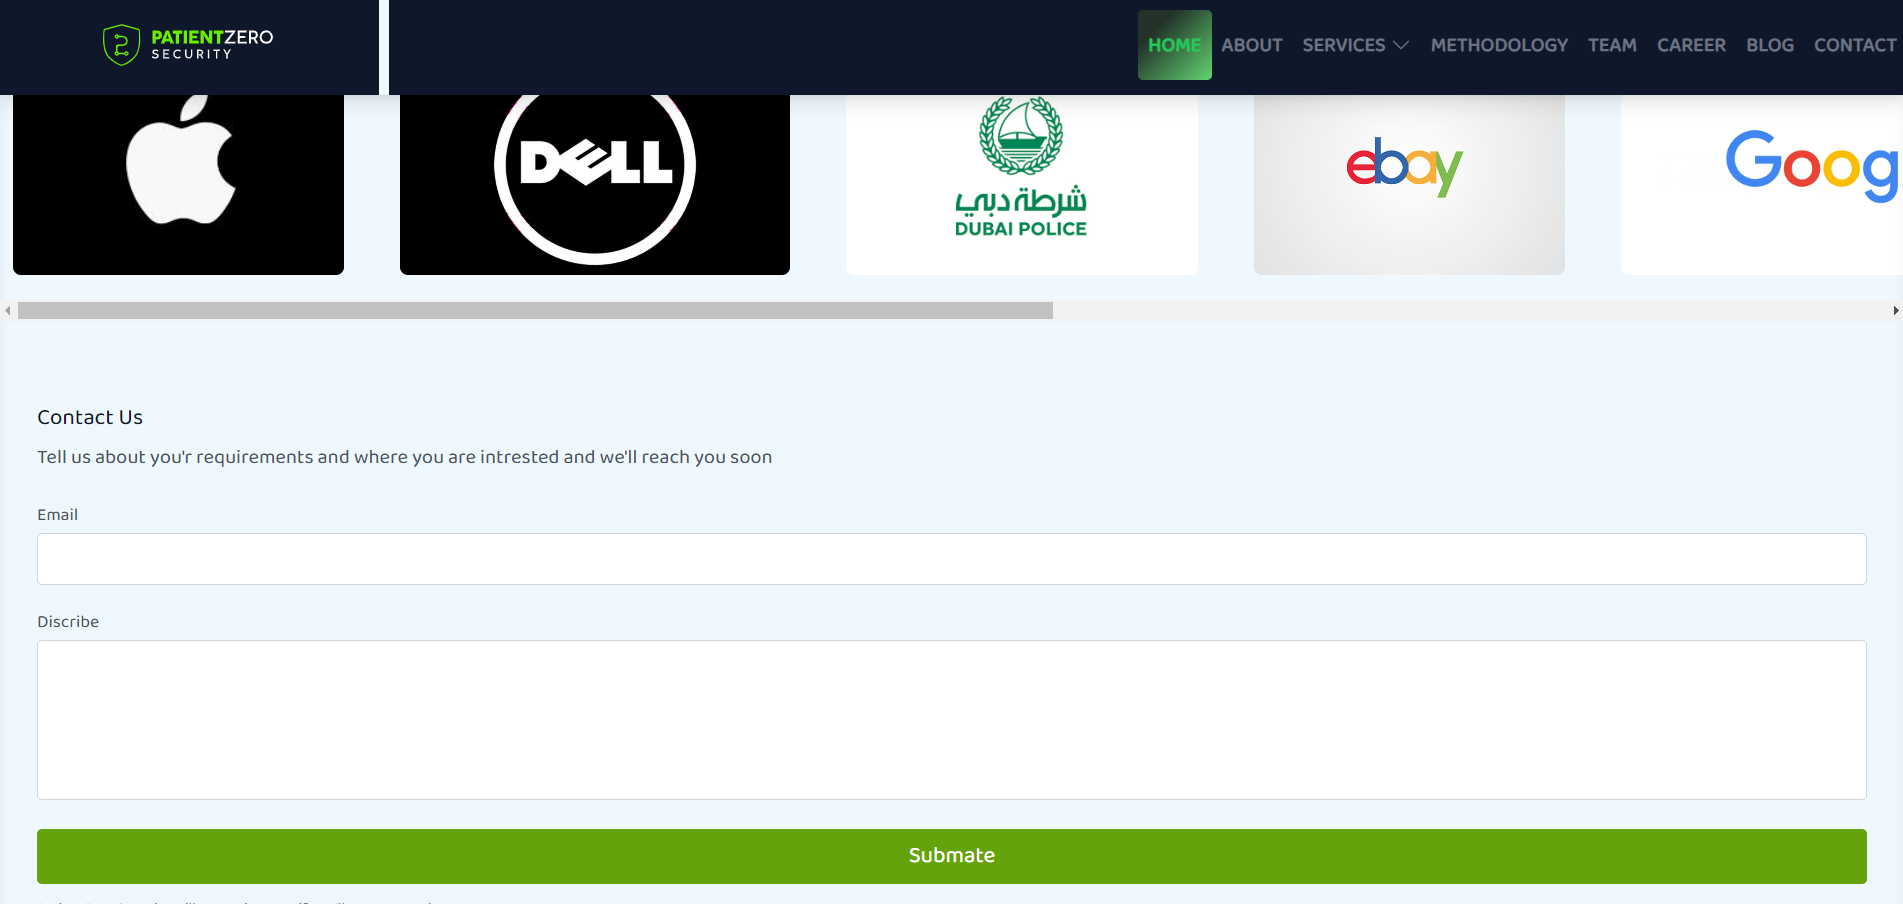 PATIENTZERO
SECURITY
HOME ABOUT SERVICES METHODOLOGY TEAM CAREER BLOG CONTACT
DELL
شرطة دبي
DUBAI POLICE
ebay
Goog
Contact Us
Tell us about you'r requirements and where you are intrested and we'll reach you soon
Email
Discribe
Submate